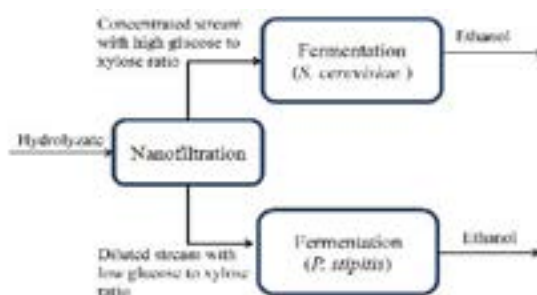 Concentrated stream
with high glucose to
xylose ratio
Fermentation
(S. cerevisiae )
Ethanol
Hydrolyzate
Nanofiltration
Diluted stream with
low glucose to xylose
ratio
Fermentation
(P. stipitis)
Ethanol